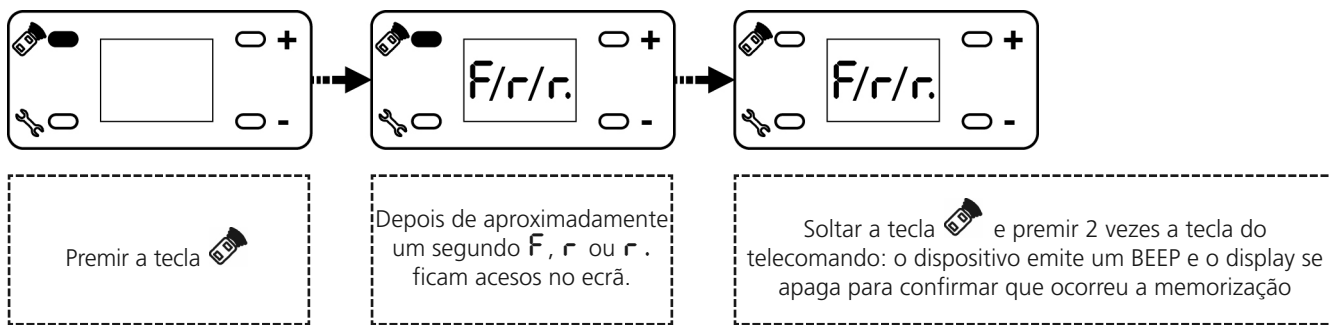 +
-
F/r/r.
+
-
F/r/r.
+
-
Premir a tecla
Depois de aproximadamente
um segundo F, r ou r.
ficam acesos no ecrã.
Soltar a tecla e premir 2 vezes a tecla do
telecomando: o dispositivo emite um BEEP e o display se
apaga para confirmar que ocorreu a memorização